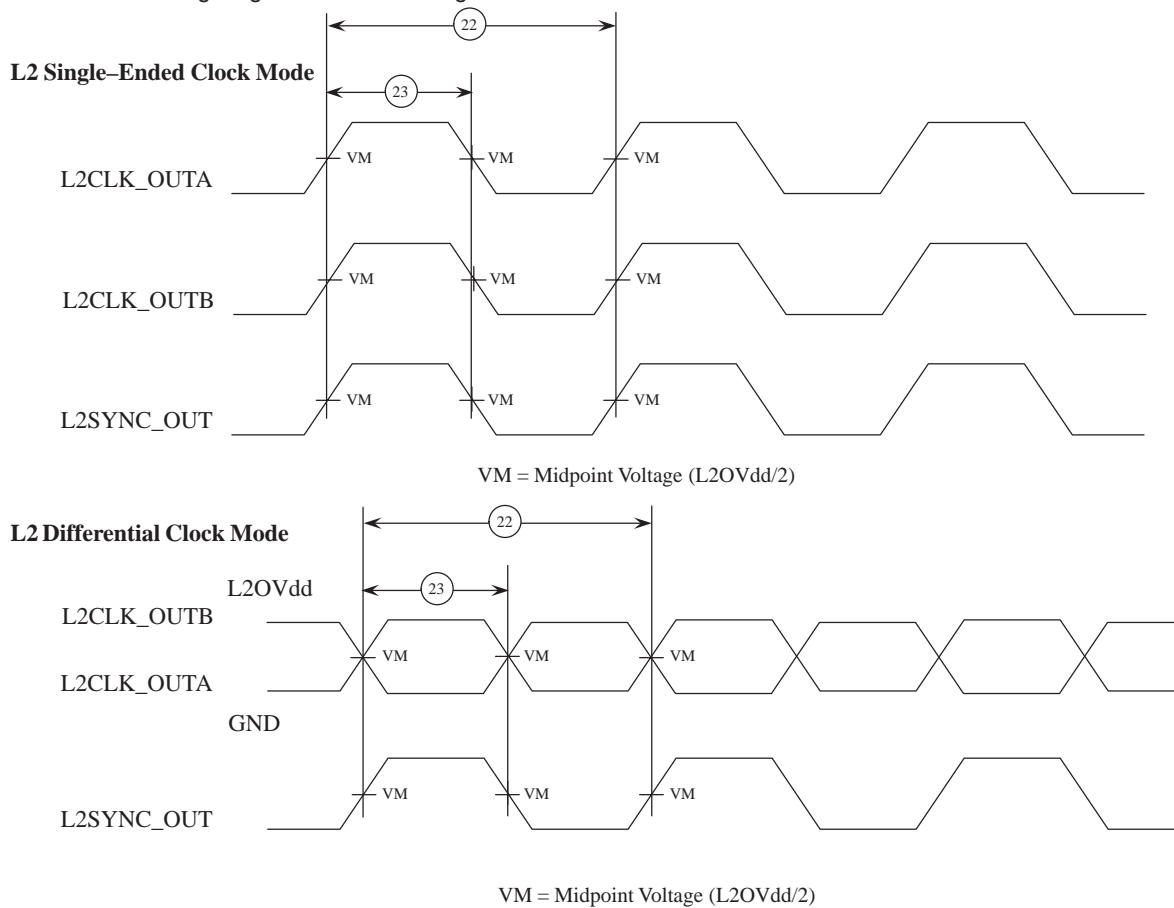 22
L2 Single–Ended Clock Mode
23
VM VM VM
L2CLK_OUTA
VM VM VM
L2CLK_OUTB
VM VM VM
L2SYNC_OUT
VM = Midpoint Voltage (L2OVdd/2)
22
L2 Differential Clock Mode
L2OVdd
23
L2CLK_OUTB
VM VM VM
L2CLK_OUTA
GND
VM VM VM
L2SYNC_OUT
VM = Midpoint Voltage (L2OVdd/2)